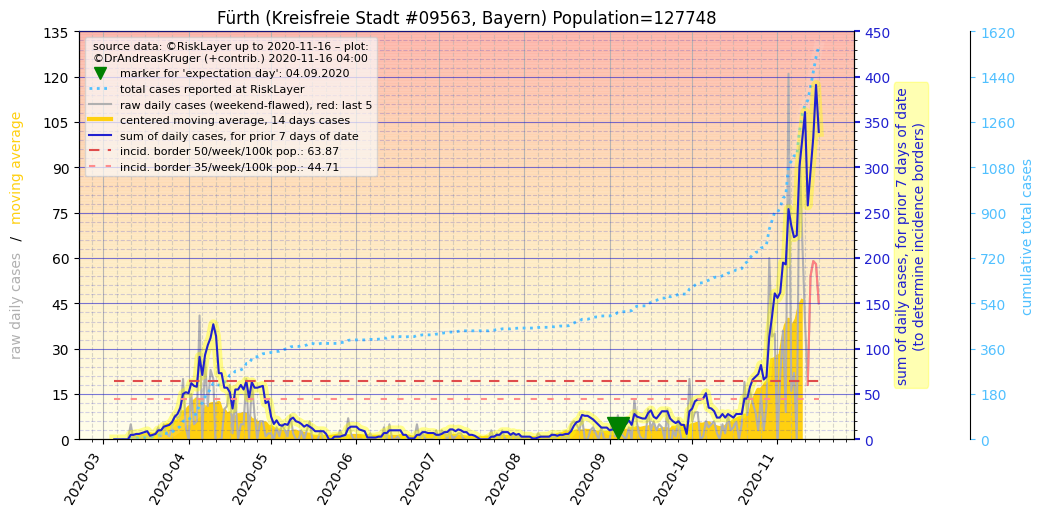 Fürth (Kreisfreie Stadt #09563, Bayern) Population=127748
source data: ©RiskLayer up to 2020-11-16 – plot:
©DrAndreasKruger (+contrib.) 2020-11-16 04:00
marker for 'expectation day': 04.09.2020
total cases reported at RiskLayer
raw daily cases (weekend-flawed), red: last 5
centered moving average, 14 days cases
sum of daily cases, for prior 7 days of date
incid. border 50/week/100k pop.: 63.87
incid. border 35/week/100k pop.: 44.71
raw daily cases / moving average
135
120
105
90
75
60
45
30
15
0
2020-03
2020-04
2020-05
2020-06
2020-07
2020-08
2020-09
2020-10
2020-11
450
400
350
300
250
200
150
100
50
0
sum of daily cases, for prior 7 days of date
(to determine incidence borders)
1620
1440
1260
1080
900
720
540
360
180
0
cumulative total cases